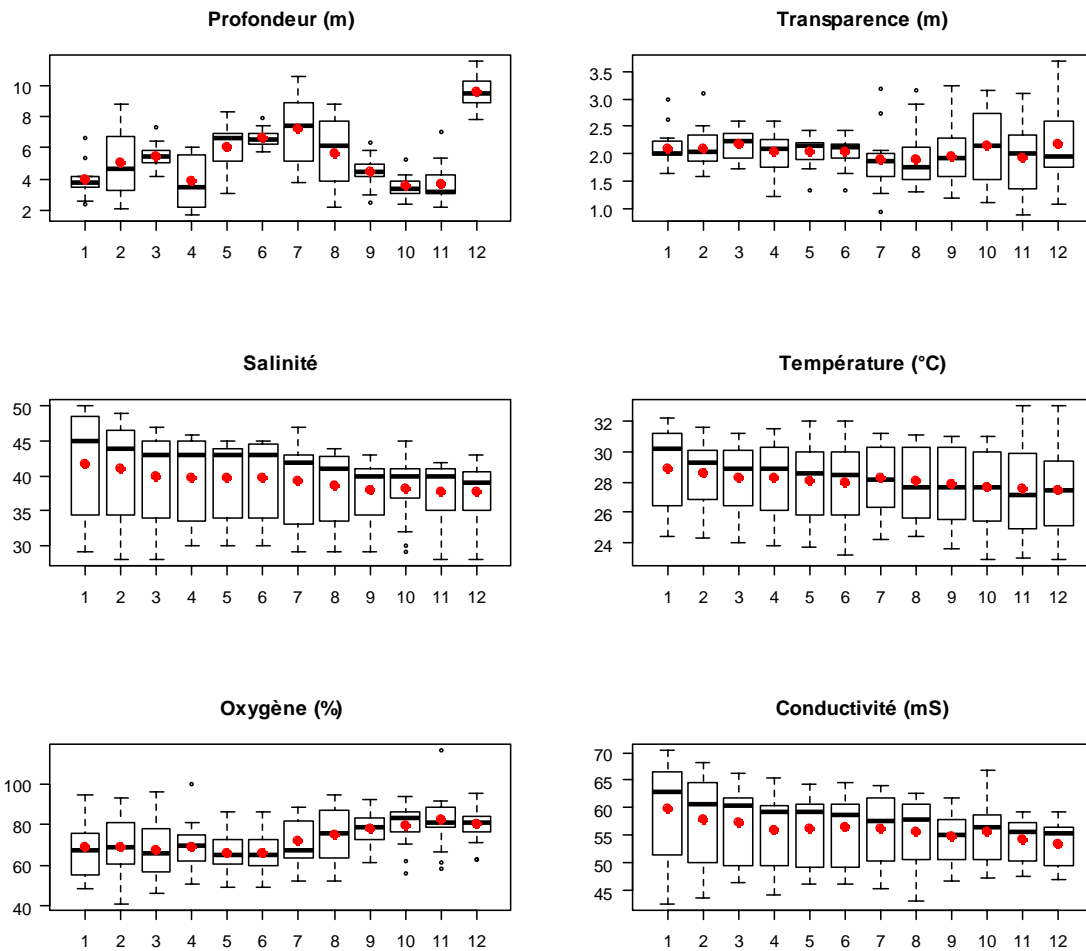 Profondeur (m)
10
8
6
4
2
1 2 3 4 5 6 7 8 9 10 11 12
Transparence (m)
3.5
3.0
2.5
2.0
1.5
1.0
1 2 3 4 5 6 7 8 9 10 11 12
Salinité
50
45
40
35
30
1 2 3 4 5 6 7 8 9 10 11 12
Température (°C)
32
30
28
26
24
1 2 3 4 5 6 7 8 9 10 11 12
Oxygène (%)
100
80
60
40
1 2 3 4 5 6 7 8 9 10 11 12
Conductivité (mS)
70
65
60
55
50
45
1 2 3 4 5 6 7 8 9 10 11 12